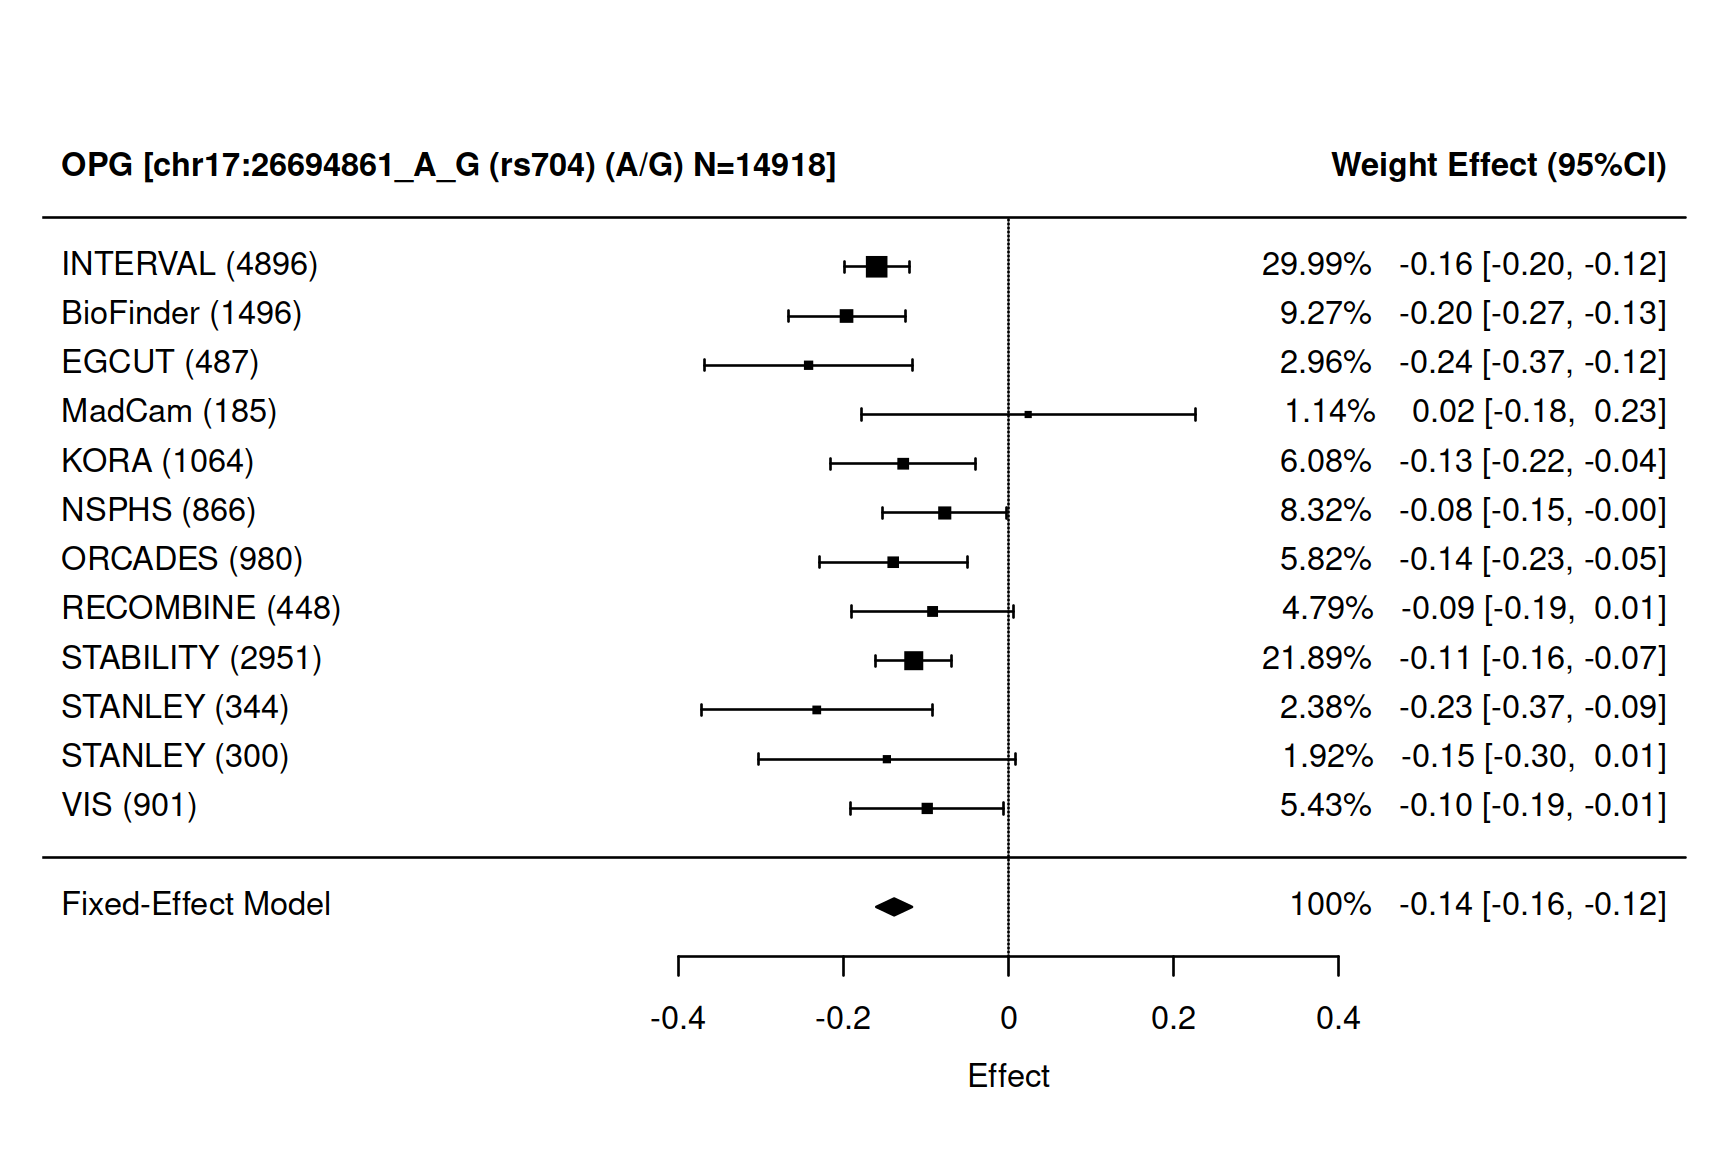 OPG [chr17:26694861_A_G (rs704) (A/G) N=14918] Weight Effect (95%CI)
INTERVAL (4896) 29.99% -0.16 [-0.20, -0.12]
BioFinder (1496) 9.27% -0.20 [-0.27, -0.13]
EGCUT (487) 2.96% -0.24 [-0.37, -0.12]
MadCam (185) 1.14% 0.02 [-0.18, 0.23]
KORA (1064) 6.08% -0.13 [-0.22, -0.04]
NSPHS (866) 8.32% -0.08 [-0.15, -0.00]
ORCADES (980) 5.82% -0.14 [-0.23, -0.05]
RECOMBINE (448) 4.79% -0.09 [-0.19, 0.01]
STABILITY (2951) 21.89% -0.11 [-0.16, -0.07]
STANLEY (344) 2.38% -0.23 [-0.37, -0.09]
STANLEY (300) 1.92% -0.15 [-0.30, 0.01]
VIS (901) 5.43% -0.10 [-0.19, -0.01]
Fixed-Effect Model 100% -0.14 [-0.16, -0.12]
-0.4 -0.2 0 0.2 0.4
Effect